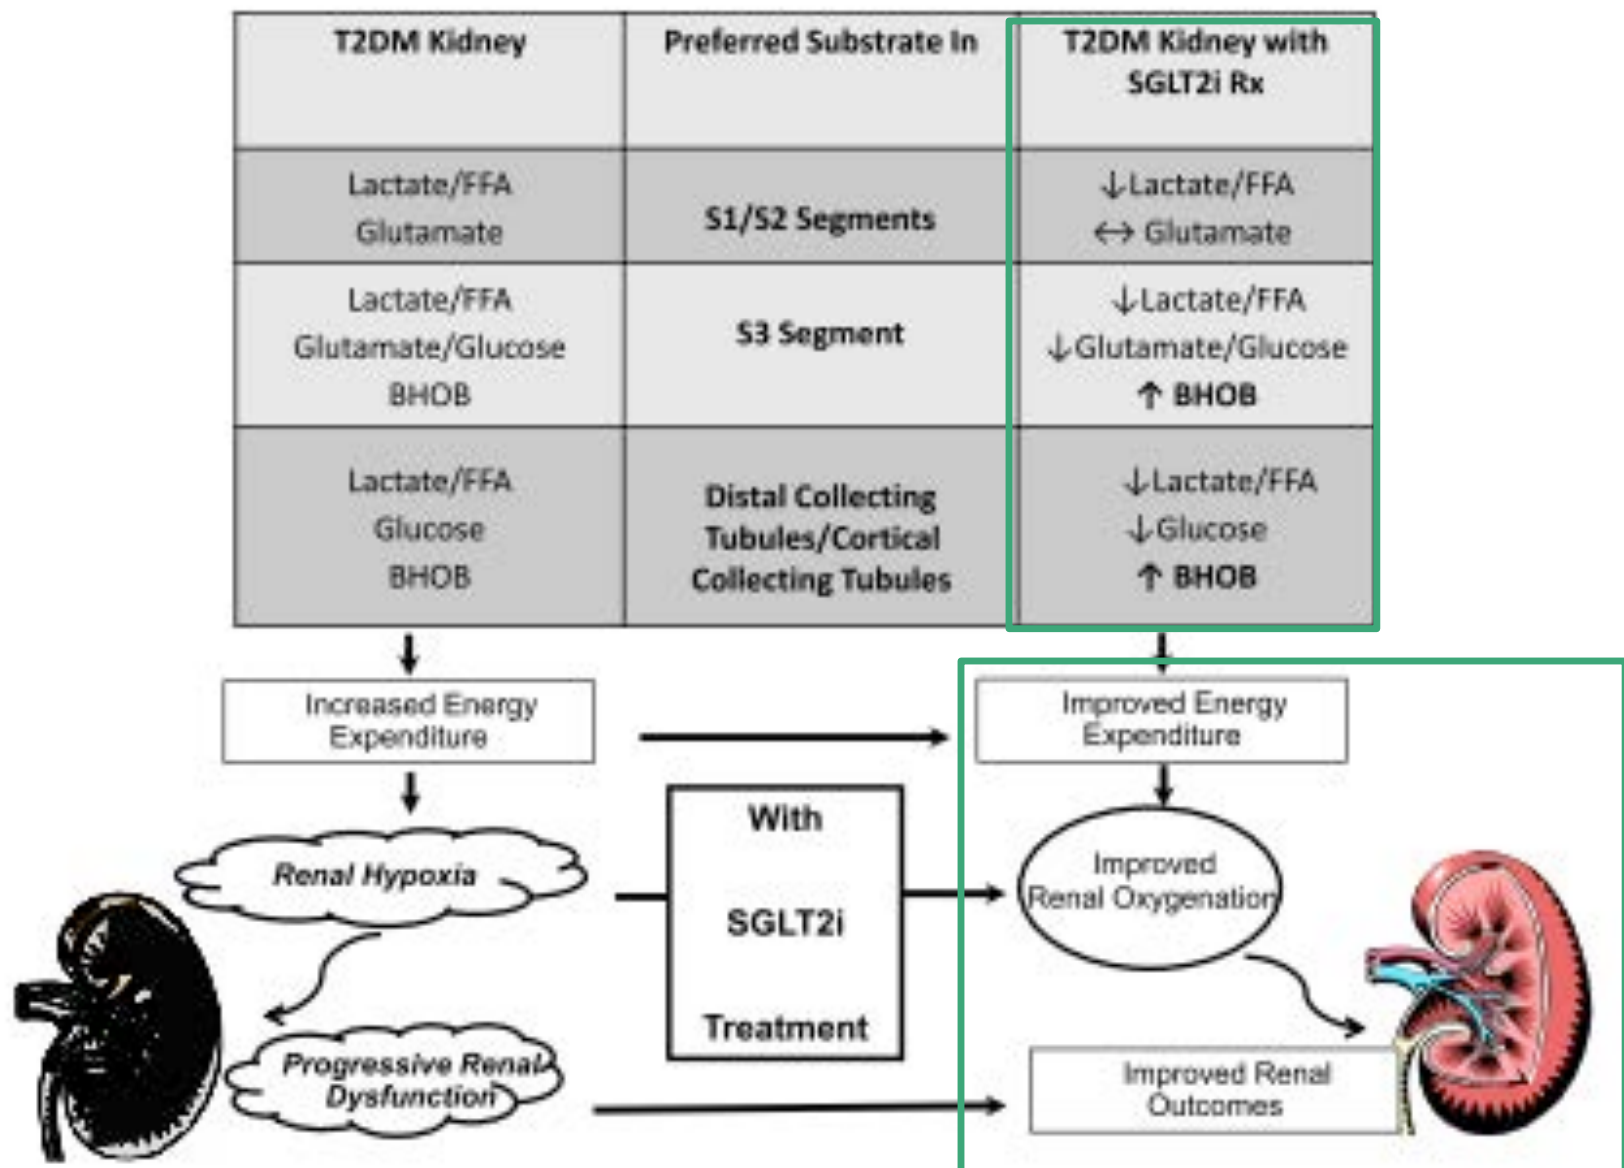 T2DM Kidney
Preferred Substrate In
T2DM Kidney with
SGLT2i Rx
Lactate/FFA
Glutamate
S1/S2 Segments
↓Lactate/FFA
↔ Glutamate
Lactate/FFA
Glutamate/Glucose
BHOB
S3 Segment
↓Lactate/FFA
↓Glutamate/Glucose
↑ BHOB
Lactate/FFA
Glucose
BHOB
Distal Collecting
Tubules/Cortical
Collecting Tubules
↓Lactate/FFA
↓Glucose
↑ BHOB
Increased Energy
Expenditure
Improved Energy
Expenditure
Renal Hypoxia
With
SGLT2i
Treatment
Improved
Renal Oxygenation
Progressive Renal
Dysfunction
Improved Renal
Outcomes